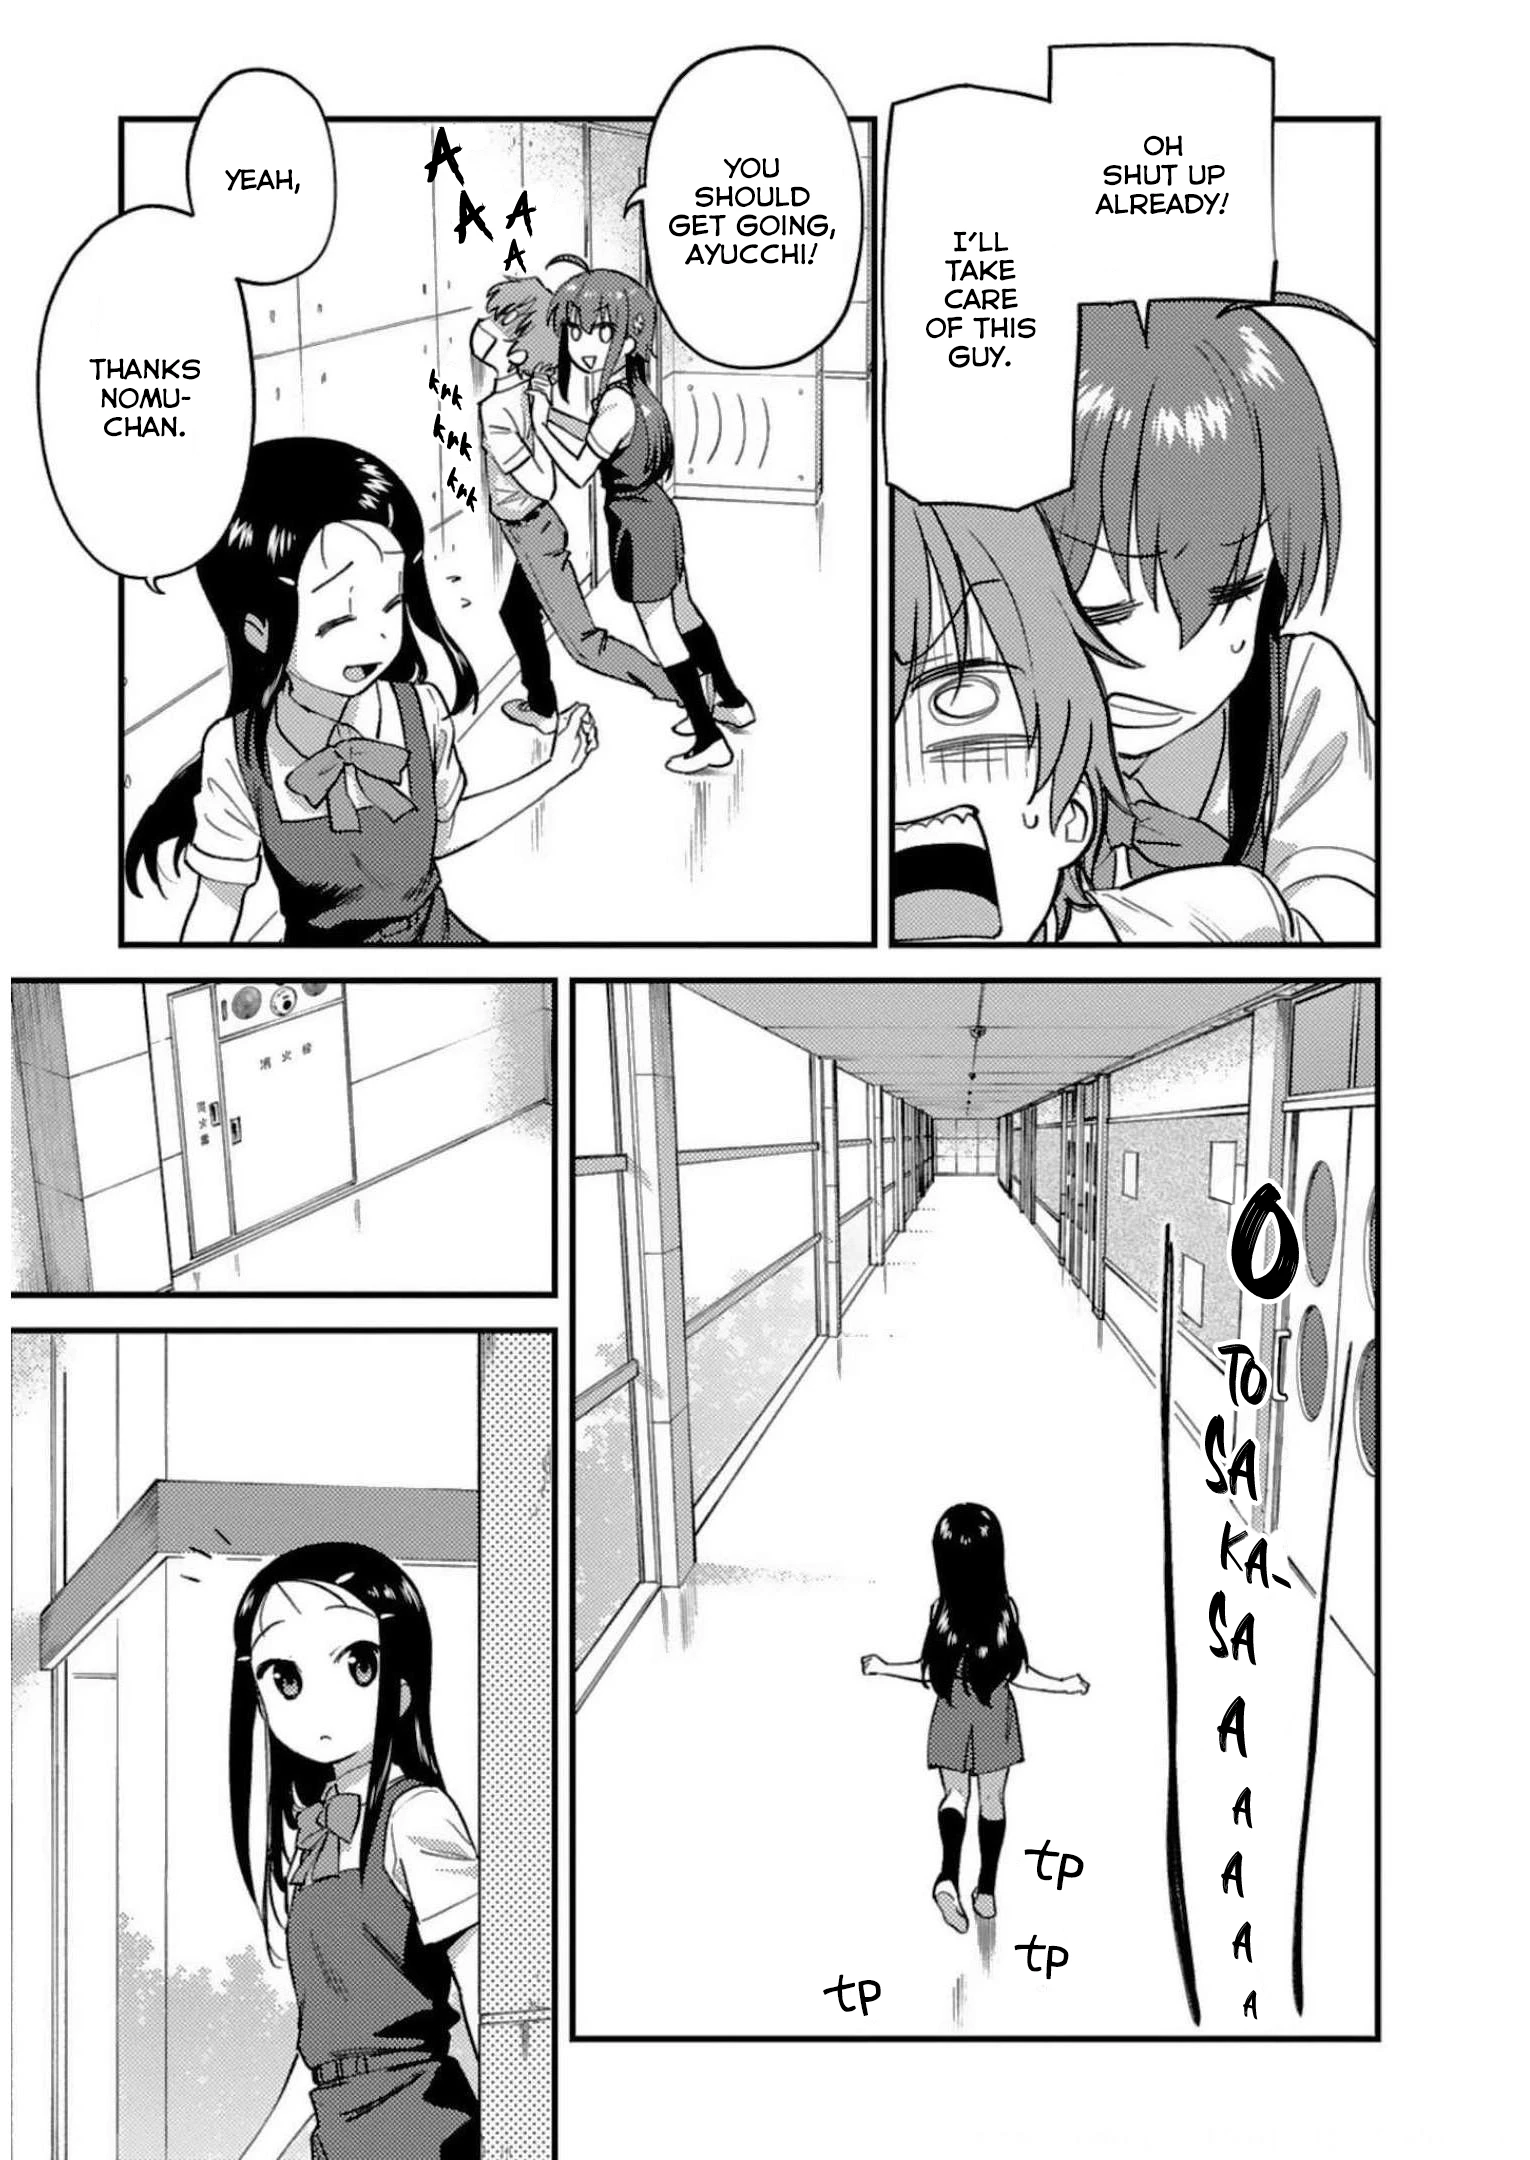 OH
SHUT UP
ALREADY!
I'LL
TAKE
CARE
OF THIS
GUY.
YOU
SHOULD
GET GOING,
AYUCCHI!
A
A
A
A
krk
krk
krk
YEAH,
THANKS
NOMU-
CHAN.
O
TO
SA
KA-
SA
A
A
A
A
A
tp
tp
tp
消火栓